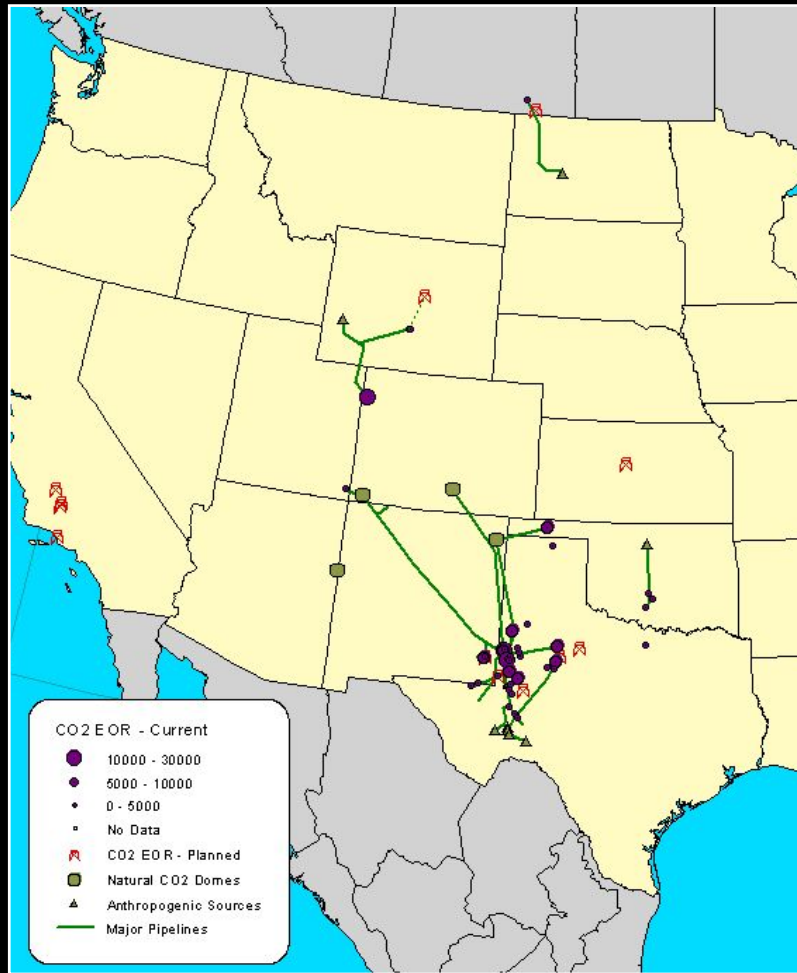 CO2 EOR - Current
10000 - 30000
5000 - 10000
0 - 5000
No Data
CO2 EOR - Planned
Natural CO2 Domes
Anthropogenic Sources
Major Pipelines